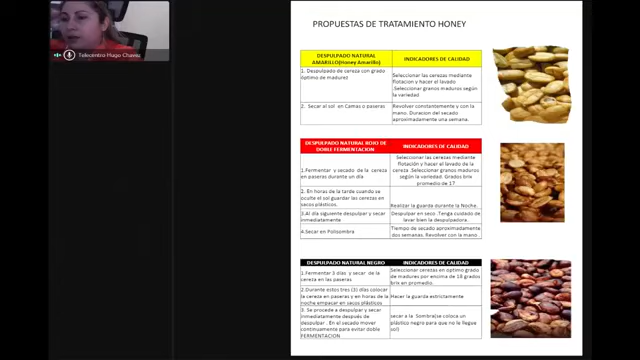 Telecentro Hugo Chavez
PROPUESTAS DE TRATAMIENTO HONEY
DESPULPADO NATURAL
AMARILLO(Honey Amarillo)
INDICADORES DE CALIDAD
1. Despulpado de cereza con grado
óptimo de madurez
Seleccionar las cerezas mediante
flotación y hacer el lavado
.Seleccionar granos maduros según
la variedad
2. Secar al sol en Camas o paseras
Revolver constantemente y con la
mano. Duracion del secado
aproximadamente una semana.
DESPULPADO NATURAL ROJO DE
DOBLE FERMENTACION
INDICADORES DE CALIDAD
1.Fermentar y secado de la cereza
en paseras durante un día
Seleccionar las cerezas mediante
flotación y hacer el lavado de la
cereza .Seleccionar granos maduros
según la variedad. Grados brix
promedio de 17
2. En horas de la tarde cuando se
oculte el sol guardar las cerezas en
secos plásticos.
Realizar la guarda durante la Noche.
3.Al día siguiente despulpar y secar
inmediatamente
Despulpar en seco .Tenga cuidado de
lavar bien la despulpadora.
4.Secar en Polisombra
Tiempo de secado aproximadamente
dos semanas. Revolver con la mano
DESPULPADO NATURAL NEGRO
INDICADORES DE CALIDAD
1.Fermentar 3 días y secar de la
cereza en las paseras
Seleccionar cerezas en optimo grado
de madures por encima de 18 grados
brix en promedio.
2.Durante estos tres (3) días colocar
la cereza en paseras y en horas de la
noche empacar en secos plásticos
Hacer la guarda estrictamente
3. Se procede a despulpar y secar
inmediatamente después de
despulpar . En el secado mover
continuamente para evitar doble
FERMENTACION
secar a la Sombra(se coloca un
plástico negro para que no le llegue
sol)